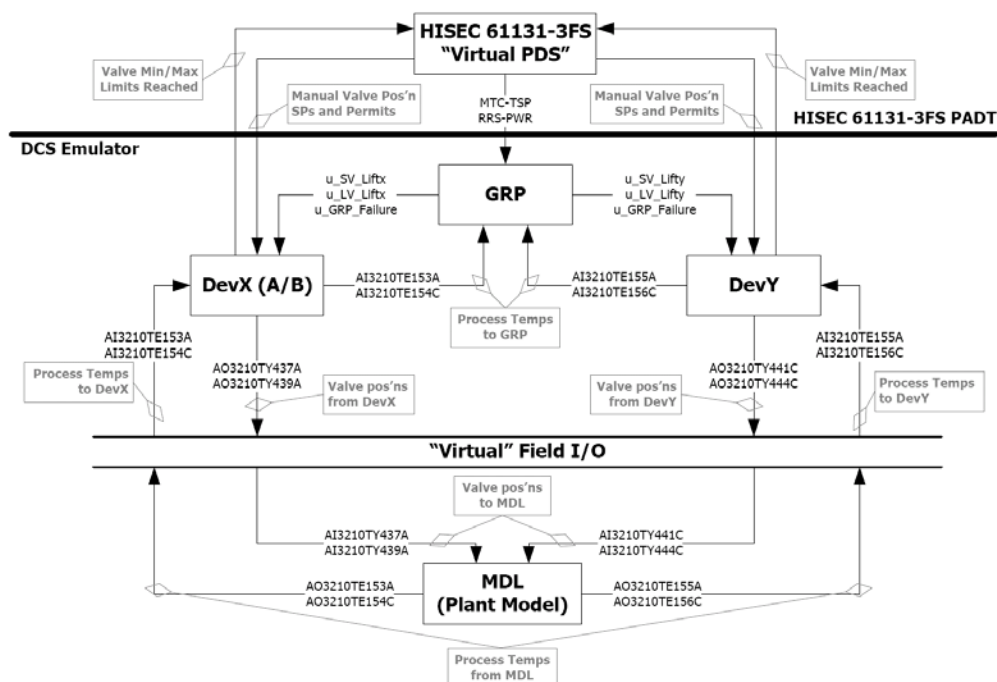 HISEC 61131-3FS
“Virtual PDS”
Valve Min/Max
Limits Reached
Manual Valve Pos'n
SPs and Permits
MTC-TSP
RRS-PWR
Manual Valve Pos'n
SPs and Permits
Valve Min/Max
Limits Reached
HISEC 61131-3FS PADT
DCS Emulator
u_SV_Liftx
u_LV_Liftx
u_GRP_Failure
GRP
u_SV_Lifty
u_LV_Lifty
u_GRP_Failure
DevX (A/B)
AI3210TE153A
AI3210TE154C
AI3210TE155A
AI3210TE156C
DevY
Process Temps
to GRP
AI3210TE153A
AI3210TE154C
Process Temps
to DevX
AO3210TY437A
AO3210TY439A
Valve pos'ns
from DevX
Valve pos'ns
from DevY
AO3210TY441C
AO3210TY444C
AI3210TE155A
AI3210TE156C
Process Temps
to DevY
“Virtual” Field I/O
Valve pos'ns
to MDL
AI3210TY437A
AI3210TY439A
AI3210TY441C
AI3210TY444C
AO3210TE153A
AO3210TE154C
MDL
(Plant Model)
AO3210TE155A
AO3210TE156C
Process Temps
from MDL